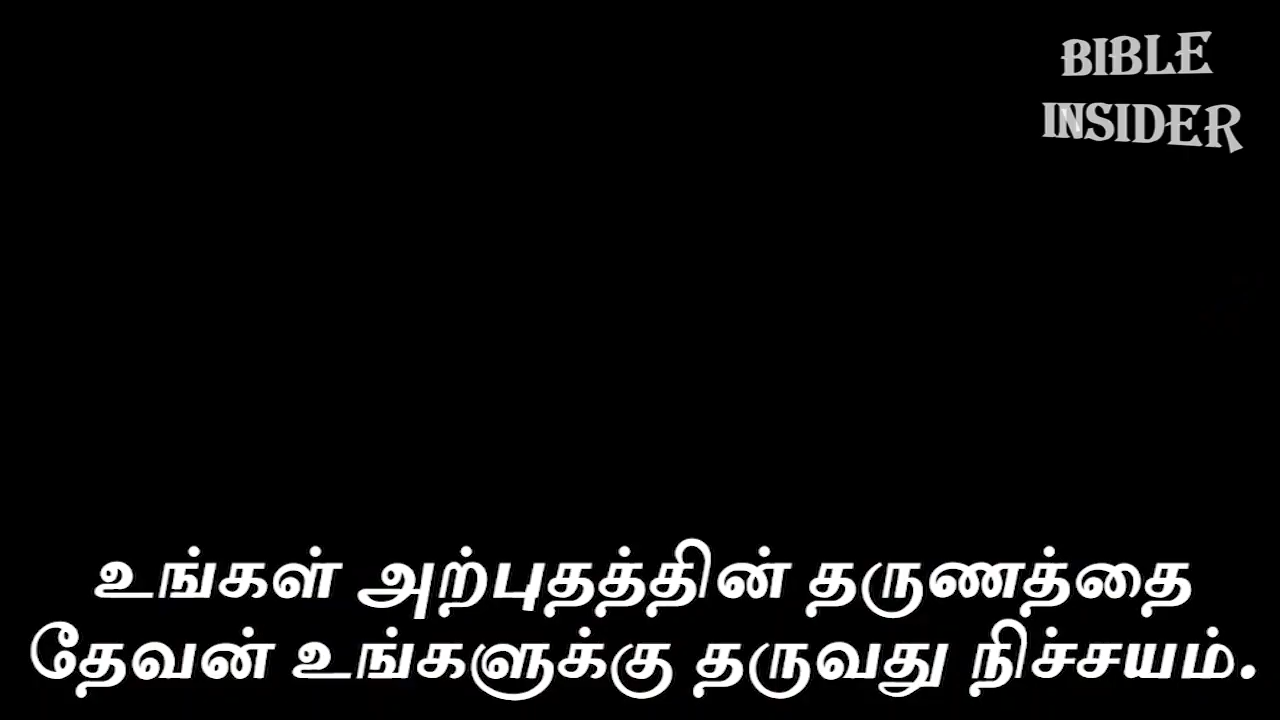 BIBLE
INSIDER
உங்கள் அற்புதத்தின் தருணத்தை
தேவன் உங்களுக்கு தருவது நிச்சயம்.